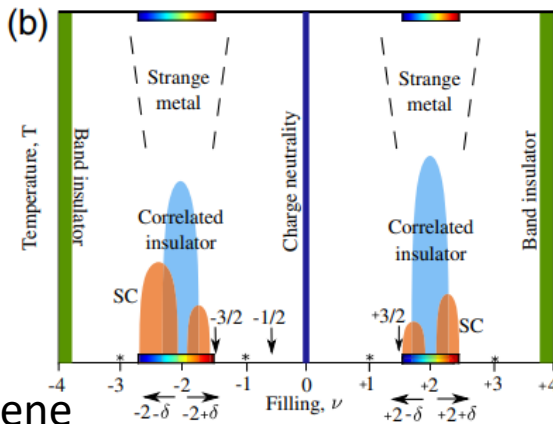 (b)
Strange
metal
Strange
metal
Temperature, T
Band insulator
Charge neutrality
Band insulator
Correlated
insulator
Correlated
insulator
SC
-3/2
-1/2
+3/2
SC
* * * *
-4 -3 -2 -1 0 +1 +2 +3 +4
Filling, ν
-2-δ -2+δ
+2-δ +2+δ
ene